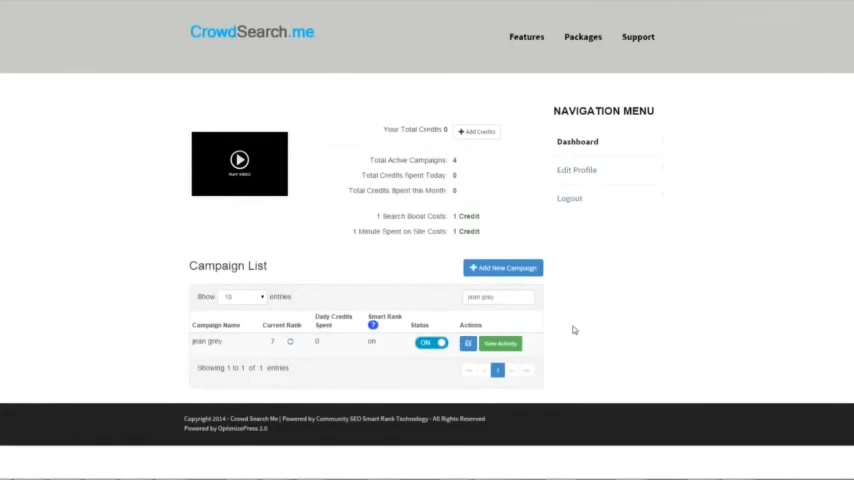 CrowdSearch.me
Features Packages Support
NAVIGATION MENU
Your Total Credits 0 Add Credits
Dashboard
Total Active Campaigns: 4
PLAY VIDEO
Total Credits Spent Today: 0
Edit Profile
Total Credits Spent this Month: 0
Logout
1 Search Boost Costs: 1 Credit
1 Minute Spent on Site Costs: 1 Credit
Campaign List
Add New Campaign
Show 10 entries
jean grey
Campaign Name Current Rank Daily Credits Spent Smart Rank ? Status Actions
jean grey 7 0 on ON View Activity
Showing 1 to 1 of 1 entries
1
Copyright 2014 - Crowd Search Me | Powered by Community SEO Smart Rank Technology - All Rights Reserved
Powered by OptimizePress 2.0